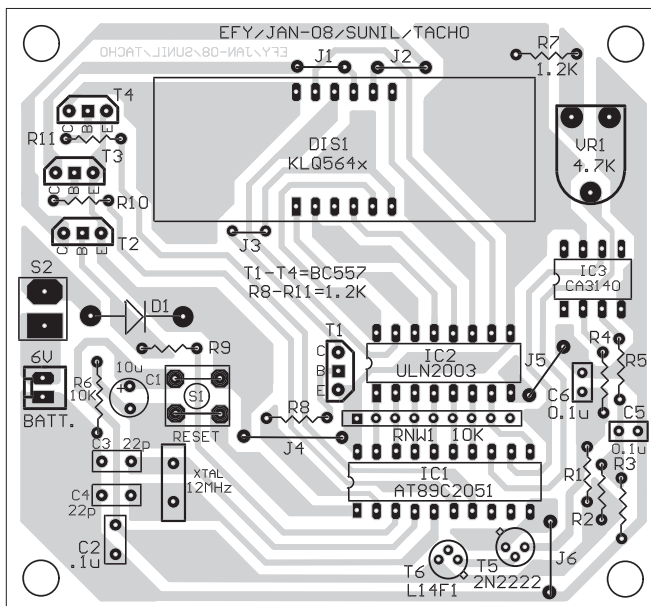 EFY/JAN-08/SUNIL/TACHO
EFY/JAN-08/SUNIL/TACHO
J1
J2
R7
1.2K
T4
C B E
R11
T3
C B E
R10
T2
C B E
DIS1
KLQ564x
VR1
4.7K
J3
S2
T1-T4=BC557
R8-R11=1.2K
IC3
CA3140
D1
T1
C
B
E
IC2
ULN2003
J5
R4
R5
6V
BATT.
R6
10K
10u
+
C1
R9
S1
RESET
C6
0.1u
C5
0.1u
R8
J4
RNW1 10K
C3 22p
XTAL
12MHz
IC1
AT89C2051
R1
R2
R3
C4
22p
C2
.1u
T6
L14F1
T5
2N2222
J6